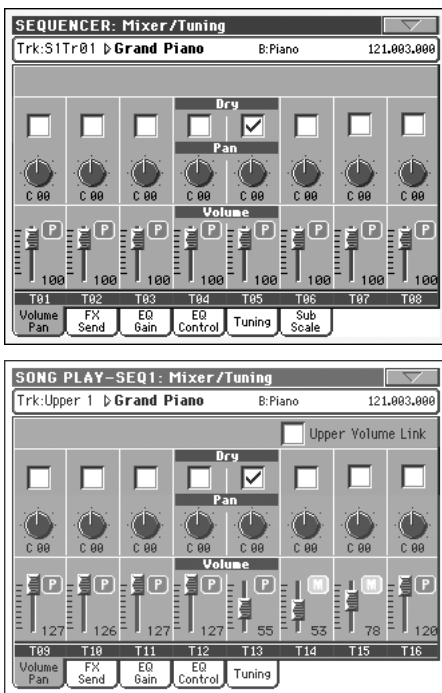 SEQUENCER: Mixer/Tuning
Trk:S1Tr01 Grand Piano B:Piano 121.003.000
Dry
Pan
C 00 C 00 C 00 C 00 C 00 C 00 C 00 C 00
Volume
P P P P P P P P
100 100 100 100 100 100 100 100
T01 T02 T03 T04 T05 T06 T07 T08
Volume Pan FX Send EQ Gain EQ Control Tuning Sub Scale
SONG PLAY-SEQ1: Mixer/Tuning
Trk:Upper 1 Grand Piano B:Piano 121.003.000
Upper Volume Link
Dry
Pan
C 00 C 00 C 00 C 00 C 00 C 00 C 00 C 00
Volume
P P P P P M M P
127 126 127 127 55 53 78 120
T09 T10 T11 T12 T13 T14 T15 T16
Volume Pan FX Send EQ Gain EQ Control Tuning